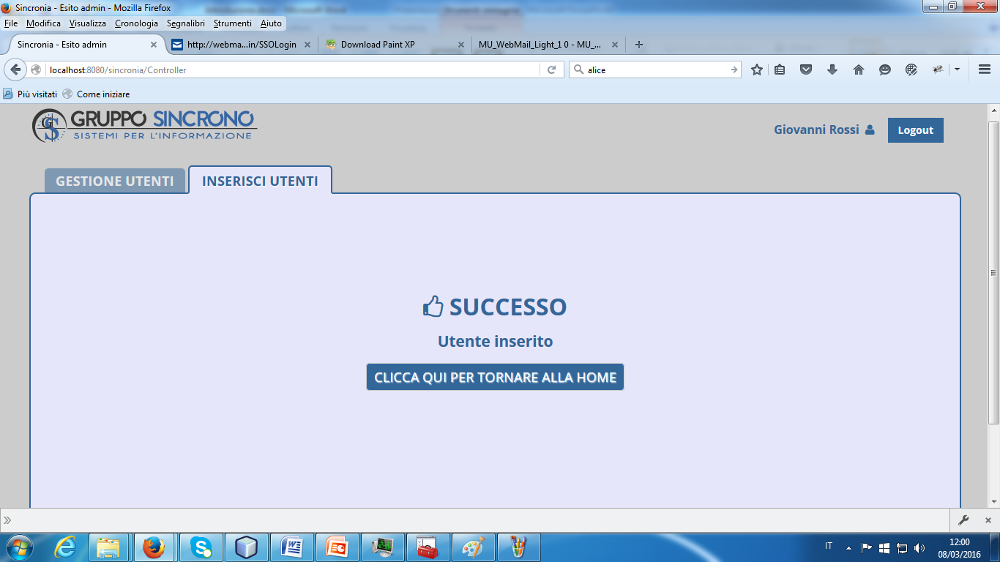 Sincronia - Esito admin - Mozilla Firefox
File Modifica Visualizza Cronologia Segnalibri Strumenti Aiuto
Sincronia - Esito admin
http://webma...in/SSOLogin
Download Paint XP
MU_WebMail_Light_1 0 - MU_...
localhost:8080/sincronia/Controller
alice
Più visitati Come iniziare
GRUPPO SINCRONO
SISTEMI PER L'INFORMAZIONE
Giovanni Rossi
Logout
GESTIONE UTENTI
INSERISCI UTENTI
SUCCESSO
Utente inserito
CLICCA QUI PER TORNARE ALLA HOME
IT
12:00
08/03/2016